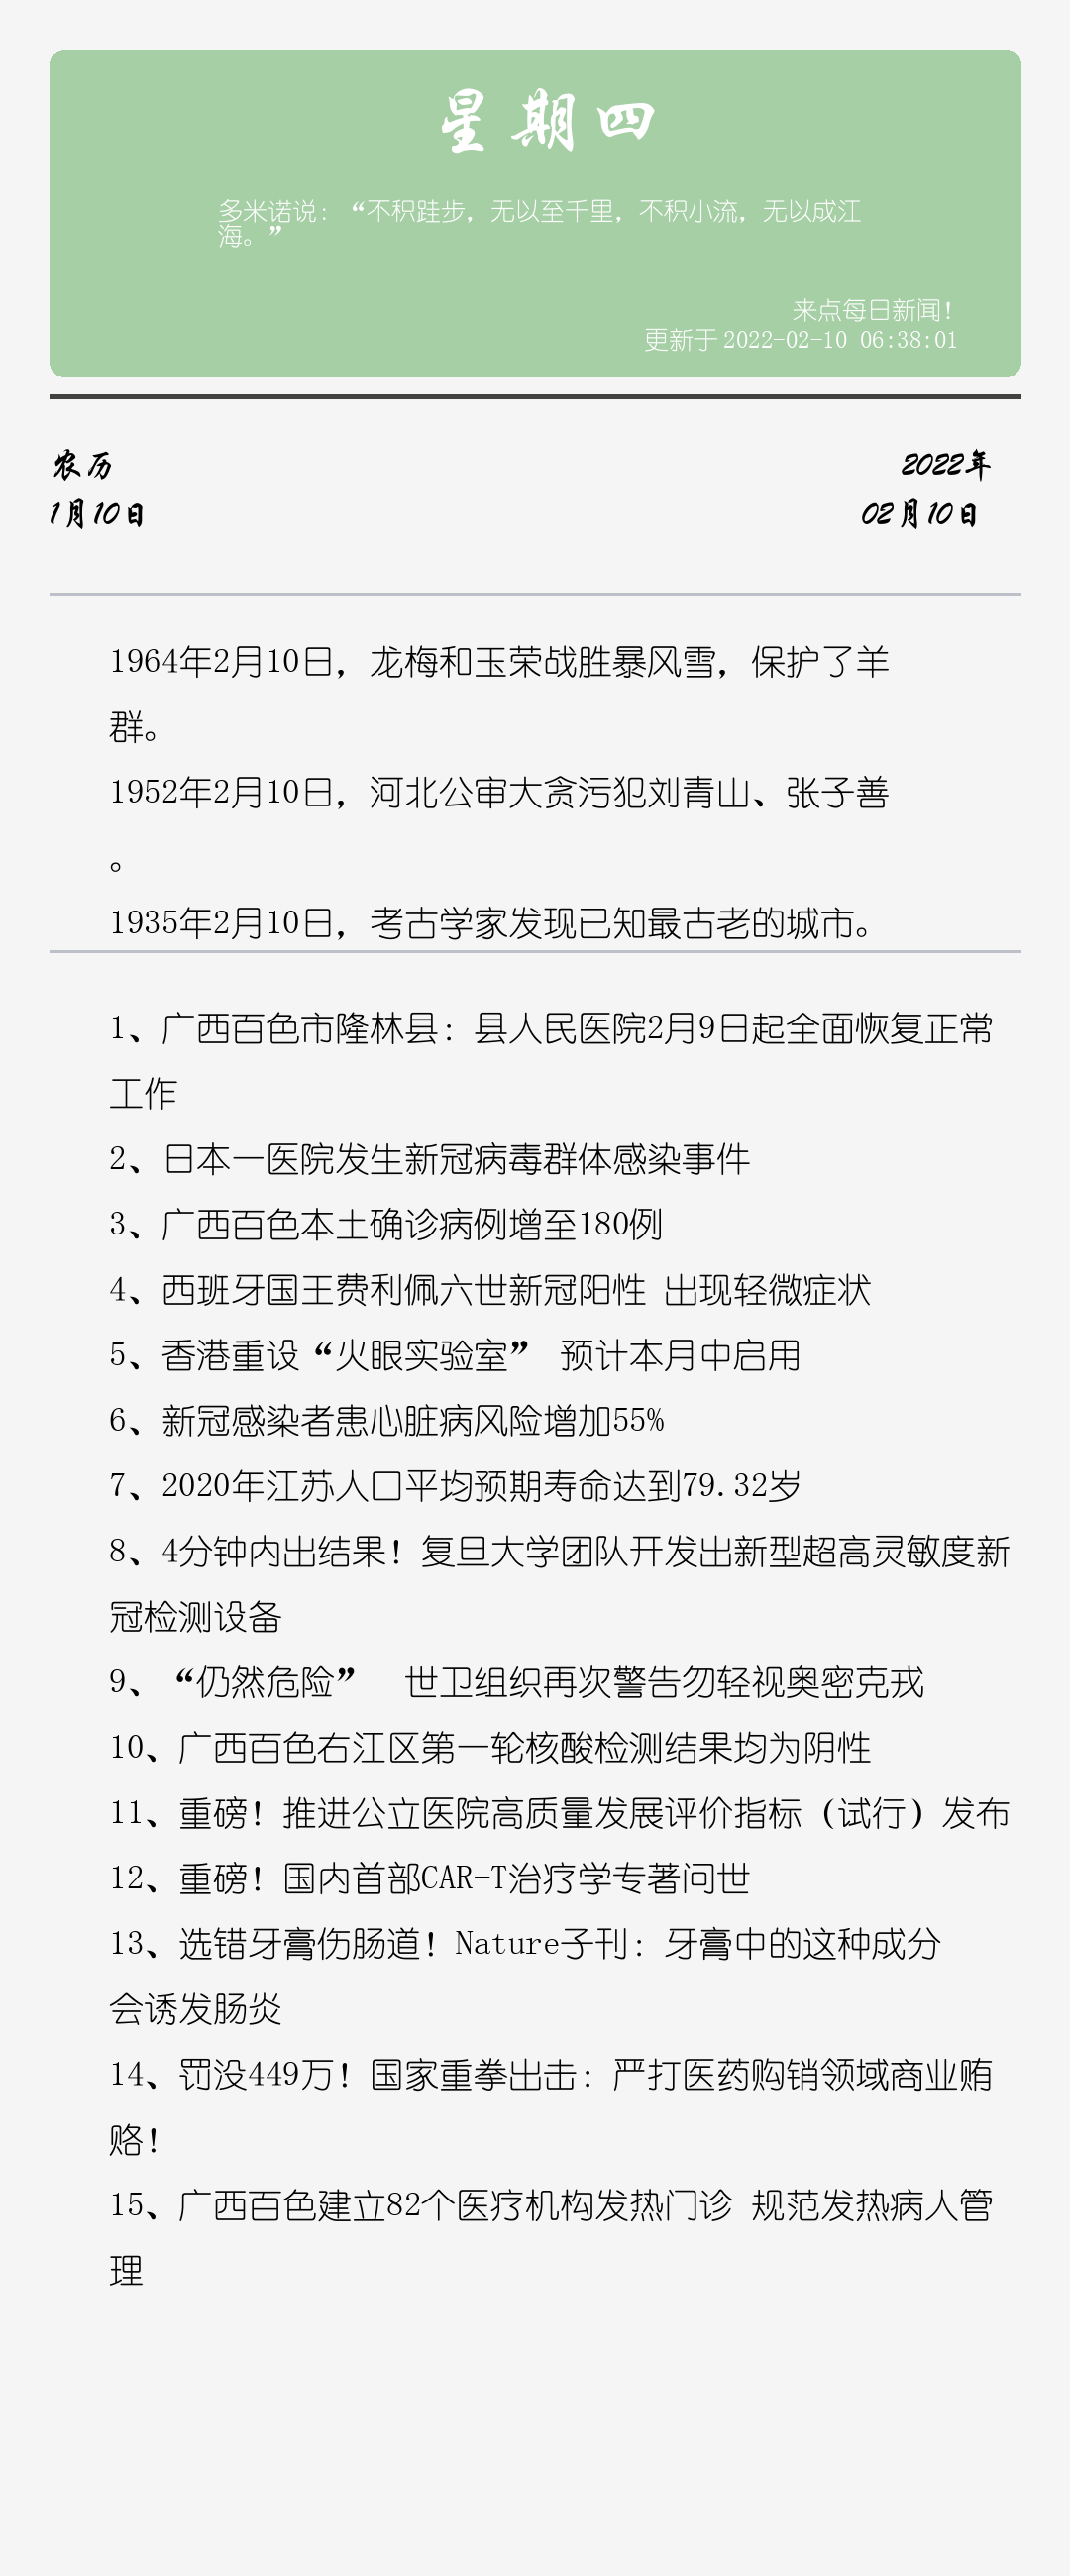 星期四
多米诺说：“不积跬步，无以至千里，不积小流，无以成江
海。”
来点每日新闻！
更新于2022-02-10 06:38:01
农历
2022年
1月10日
02月10日
1964年2月10日，龙梅和玉荣战胜暴风雪，保护了羊
群。
1952年2月10日，河北公审大贪污犯刘青山、张子善
。
1935年2月10日，考古学家发现已知最古老的城市。
1、广西百色市隆林县：县人民医院2月9日起全面恢复正常
工作
2、日本一医院发生新冠病毒群体感染事件
3、广西百色本土确诊病例增至180例
4、西班牙国王费利佩六世新冠阳性 出现轻微症状
5、香港重设“火眼实验室” 预计本月中启用
6、新冠感染者患心脏病风险增加55%
7、2020年江苏人口平均预期寿命达到79.32岁
8、4分钟内出结果！复旦大学团队开发出新型超高灵敏度新
冠检测设备
9、“仍然危险”  世卫组织再次警告勿轻视奥密克戎
10、广西百色右江区第一轮核酸检测结果均为阴性
11、重磅！推进公立医院高质量发展评价指标（试行）发布
12、重磅！国内首部CAR-T治疗学专著问世
13、选错牙膏伤肠道！Nature子刊：牙膏中的这种成分
会诱发肠炎
14、罚没449万！国家重拳出击：严打医药购销领域商业贿
赂！
15、广西百色建立82个医疗机构发热门诊 规范发热病人管
理